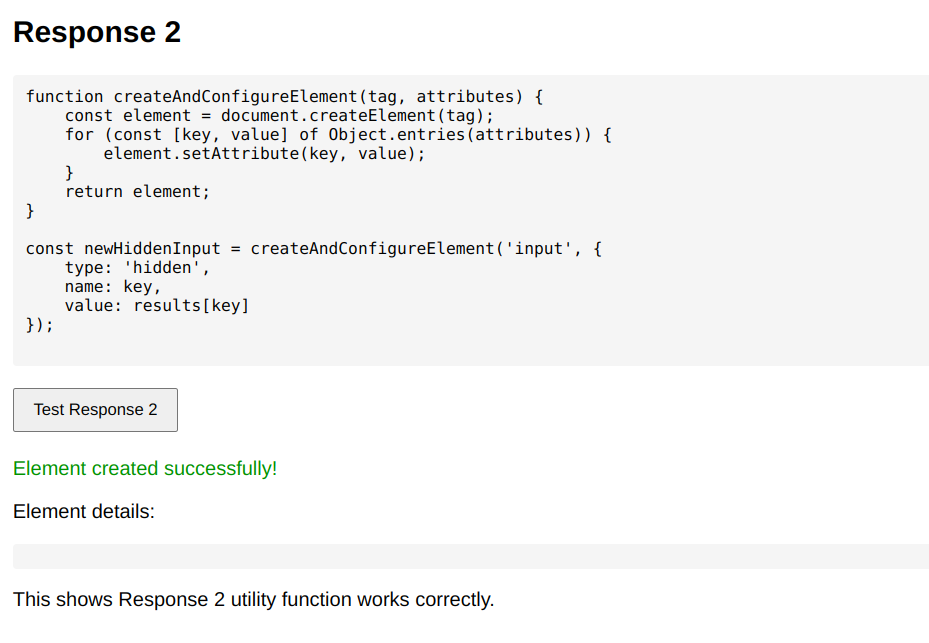 Response 2
function createAndConfigureElement(tag, attributes) {
    const element = document.createElement(tag);
    for (const [key, value] of Object.entries(attributes)) {
        element.setAttribute(key, value);
    }
    return element;
}

const newHiddenInput = createAndConfigureElement('input', {
    type: 'hidden',
    name: key,
    value: results[key]
});
Test Response 2
Element created successfully!
Element details:
This shows Response 2 utility function works correctly.